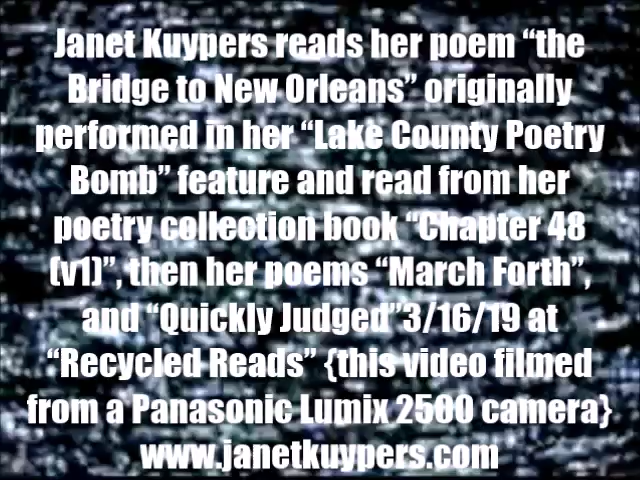 Janet Kuypers reads her poem “the
Bridge to New Orleans” originally
performed in her “Lake County Poetry
Bomb” feature and read from her
poetry collection book “Chapter 48
(v1)”, then her poems “March Forth”,
and “Quickly Judged”3/16/19 at
“Recycled Reads” {this video filmed
from a Panasonic Lumix 2500 camera}
www.janetkuypers.com